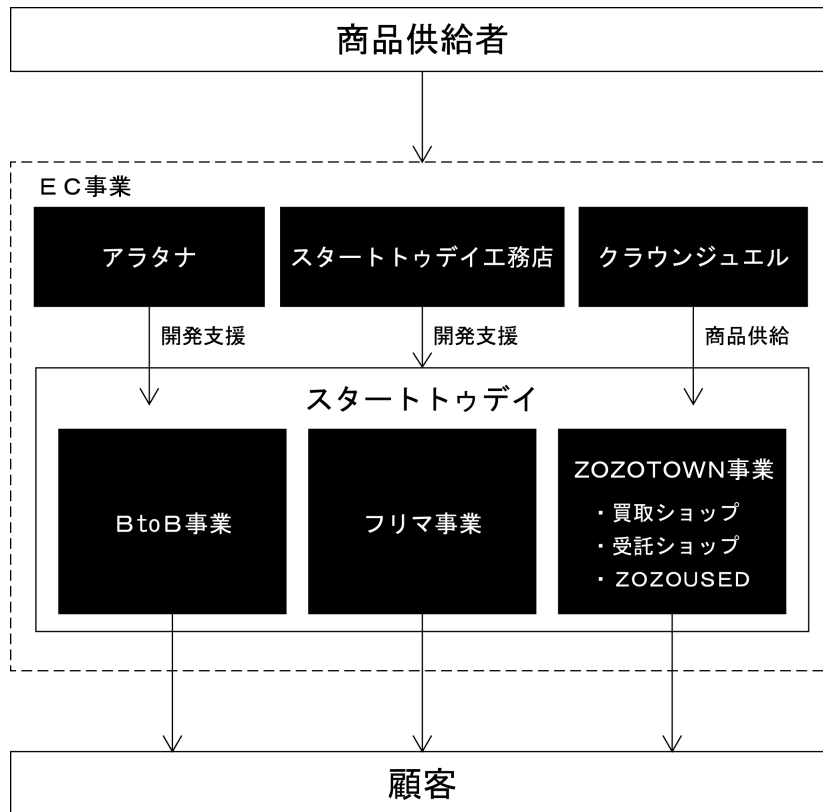 商品供給者
ＥＣ事業
アラタナ
スタートトゥデイ工務店
クラウンジュエル
開発支援
開発支援
商品供給
スタートトゥデイ
ＢtoＢ事業
フリマ事業
ZOZOTOWN事業
・買取ショップ
・受託ショップ
・ZOZOUSED
顧客